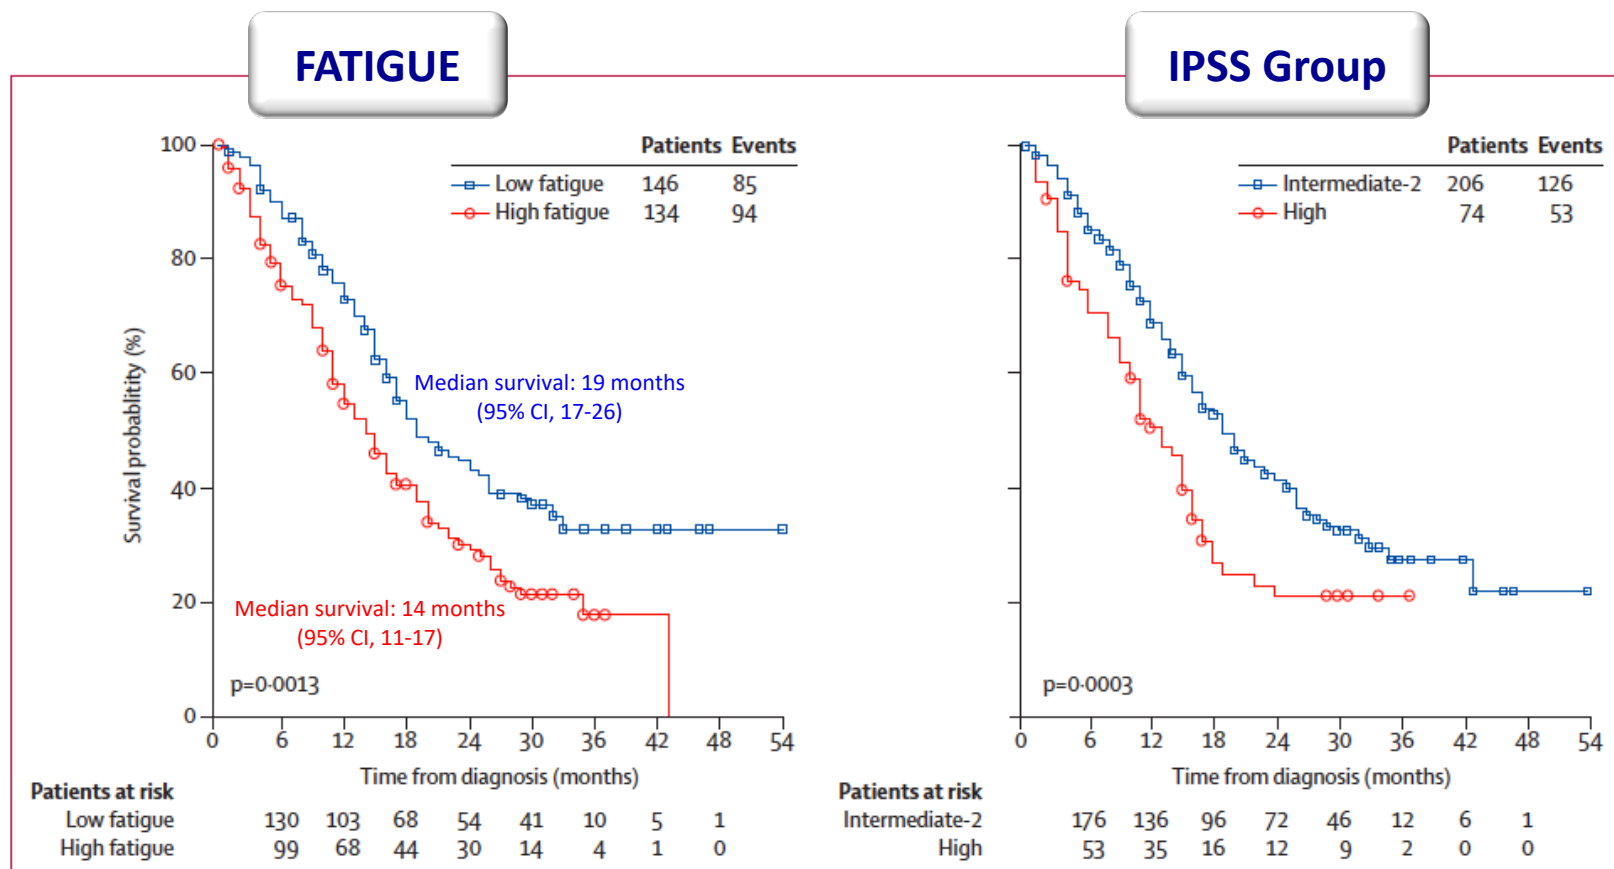 FATIGUE
IPSS Group
Patients Events
Low fatigue 146 85
High fatigue 134 94
Patients Events
Intermediate-2 206 126
High 74 53
100
80
60
40
20
0
Survival probablitity (%)
Median survival: 19 months
(95% CI, 17-26)
Median survival: 14 months
(95% CI, 11-17)
p=0·0013
p=0·0003
0 6 12 18 24 30 36 42 48 54
Time from diagnosis (months)
0 6 12 18 24 30 36 42 48 54
Time from diagnosis (months)
Patients at risk
Low fatigue 130 103 68 54 41 10 5 1
High fatigue 99 68 44 30 14 4 1 0
Patients at risk
Intermediate-2 176 136 96 72 46 12 6 1
High 53 35 16 12 9 2 0 0